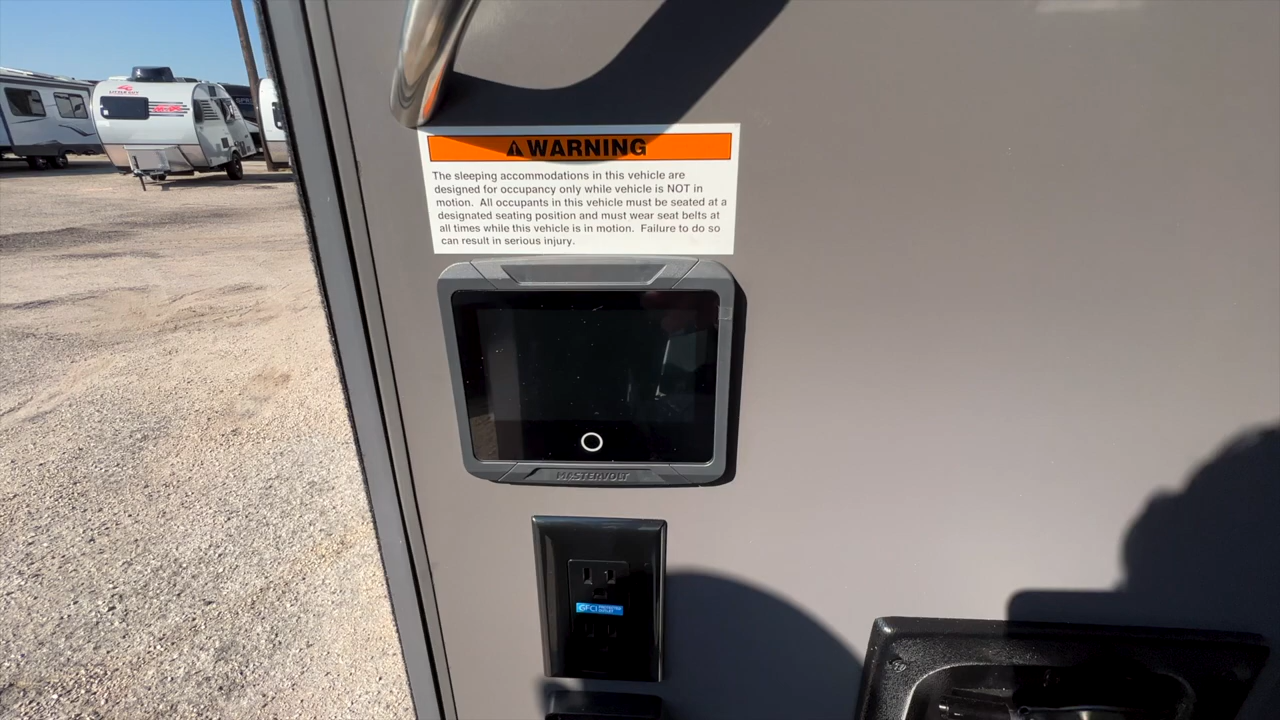 WARNING
The sleeping accommodations in this vehicle are
designed for occupancy only while vehicle is NOT in
motion. All occupants in this vehicle must be seated at a
designated seating position and must wear seat belts at
all times while this vehicle is in motion. Failure to do so
can result in serious injury.
MASTERVOLT
GFCI PROTECTED
OUTLET